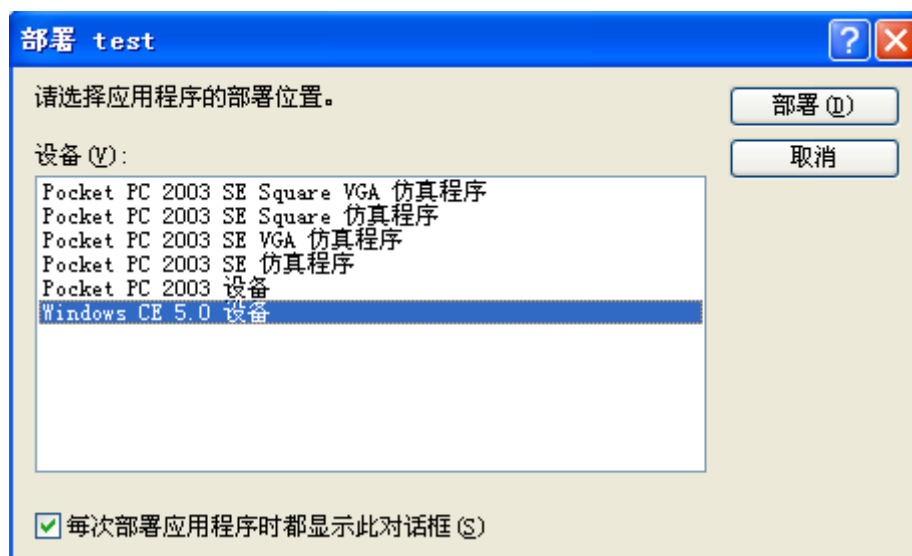 部署 test
请选择应用程序的部署位置。
部署(D)
设备(V):
取消
Pocket PC 2003 SE Square VGA 仿真程序
Pocket PC 2003 SE Square 仿真程序
Pocket PC 2003 SE VGA 仿真程序
Pocket PC 2003 SE 仿真程序
Pocket PC 2003 设备
Windows CE 5.0 设备
每次部署应用程序时都显示此对话框(S)